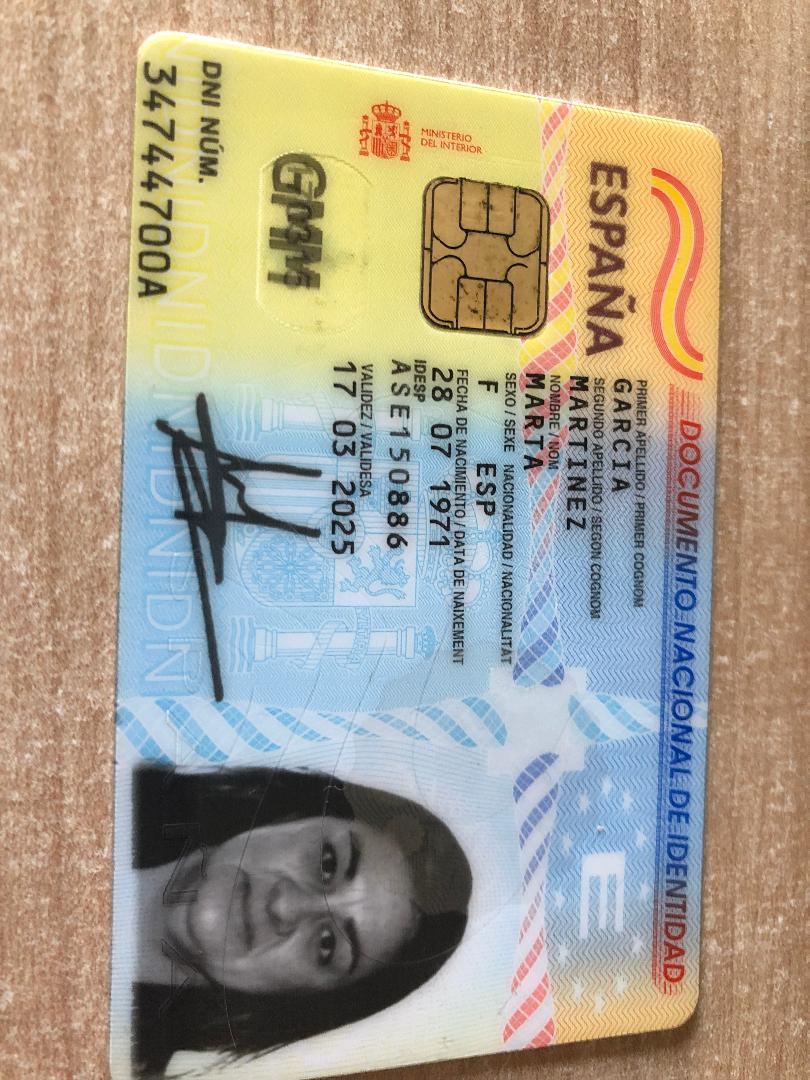 DOCUMENTO NACIONAL DE IDENTIDAD
ESPAÑA
E
PRIMER APELLIDO / PRIMER COGNOM
GARCIA
SEGUNDO APELLIDO / SEGON COGNOM
MARTINEZ
NOMBRE / NOM
MARTA
SEXO / SEXE NACIONALIDAD / NACIONALITAT
F ESP
FECHA DE NACIMIENTO / DATA DE NAIXEMENT
28 07 1971
IDESP
ASE150886
VALIDEZ / VALIDESA
17 03 2025
MINISTERIO
DEL INTERIOR
GMM
DNI NÚM.
34744700A